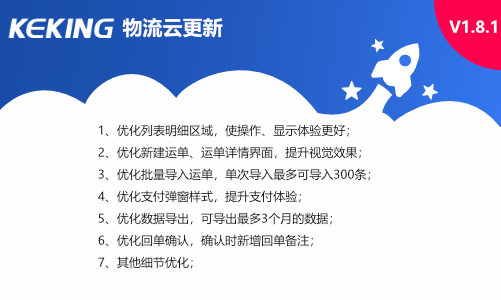 KEKING 物流云更新
V1.8.1
1、优化列表明细区域，使操作、显示体验更好；
2、优化新建运单、运单详情界面，提升视觉效果；
3、优化批量导入运单，单次导入最多可导入300条；
4、优化支付弹窗样式，提升支付体验；
5、优化数据导出，可导出最多3个月的数据；
6、优化回单确认，确认时新增回单备注；
7、其他细节优化；